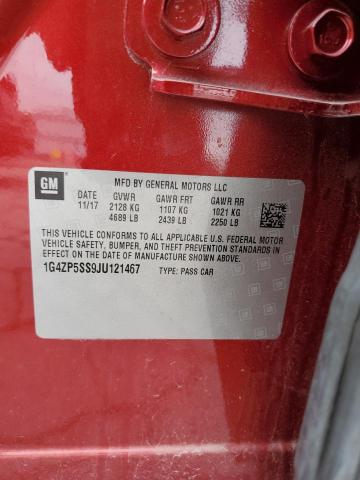 GM
MFD BY GENERAL MOTORS LLC
DATE GVWR GAWR FRT GAWR RR
11/17 2128 KG 1107 KG 1021 KG
4689 LB 2439 LB 2250 LB
THIS VEHICLE CONFORMS TO ALL APPLICABLE U.S. FEDERAL MOTOR
VEHICLE SAFETY, BUMPER, AND THEFT PREVENTION STANDARDS
IN EFFECT ON THE DATE OF MANUFACTURE SHOWN ABOVE.
1G4ZP5SS9JU121467 TYPE: PASS CAR